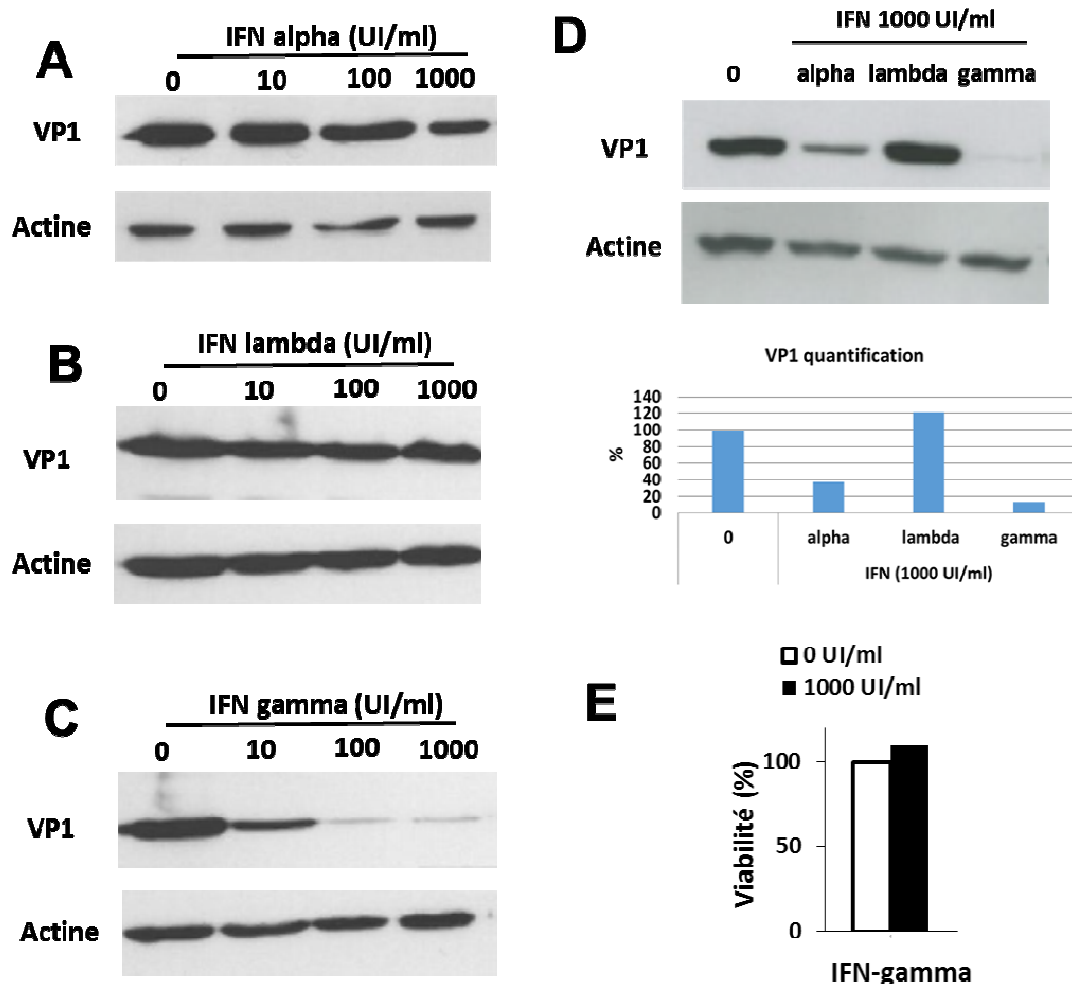 A
IFN alpha (UI/ml)
0 10 100 1000
VP1
Actine
B
IFN lambda (UI/ml)
0 10 100 1000
VP1
Actine
C
IFN gamma (UI/ml)
0 10 100 1000
VP1
Actine
D
IFN 1000 UI/ml
0 alpha lambda gamma
VP1
Actine
VP1 quantification
140
120
100
80
60
40
20
0
%
0 alpha lambda gamma
IFN (1000 UI/ml)
E
0 UI/ml
1000 UI/ml
100
50
0
Viabilité (%)
IFN-gamma